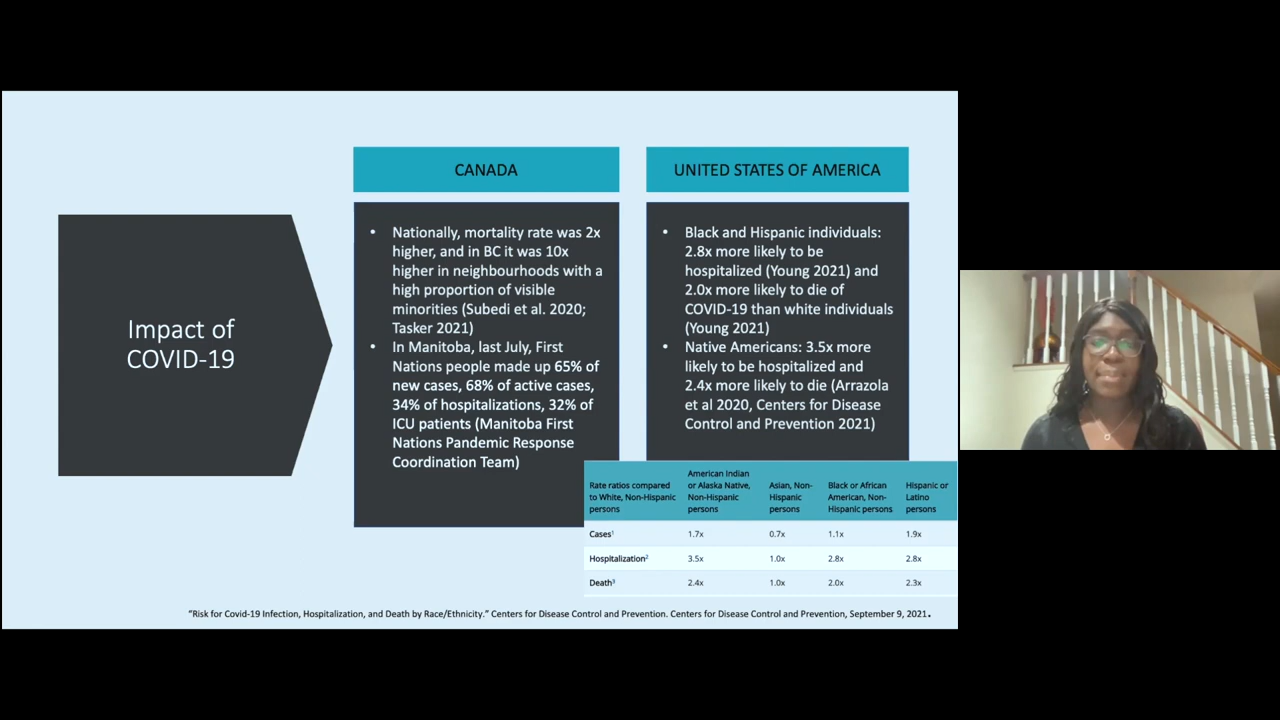 Impact of
COVID-19
CANADA
• Nationally, mortality rate was 2x
higher, and in BC it was 10x
higher in neighbourhoods with a
high proportion of visible
minorities (Subedi et al. 2020;
Tasker 2021)
• In Manitoba, last July, First
Nations people made up 65% of
new cases, 68% of active cases,
34% of hospitalizations, 32% of
ICU patients (Manitoba First
Nations Pandemic Response
Coordination Team)
UNITED STATES OF AMERICA
• Black and Hispanic individuals:
2.8x more likely to be
hospitalized (Young 2021) and
2.0x more likely to die of
COVID-19 than white individuals
(Young 2021)
• Native Americans: 3.5x more
likely to be hospitalized and
2.4x more likely to die (Arrazola
et al 2020, Centers for Disease
Control and Prevention 2021)
Rate ratios compared
to White, Non-Hispanic
persons
American Indian
or Alaska Native,
Non-Hispanic
persons
Asian, Non-
Hispanic
persons
Black or African
American, Non-
Hispanic persons
Hispanic or
Latino
persons
Cases¹ 1.7x 0.7x 1.1x 1.9x
Hospitalization² 3.5x 1.0x 2.8x 2.8x
Death³ 2.4x 1.0x 2.0x 2.3x
“Risk for Covid-19 Infection, Hospitalization, and Death by Race/Ethnicity.” Centers for Disease Control and Prevention. Centers for Disease Control and Prevention, September 9, 2021.